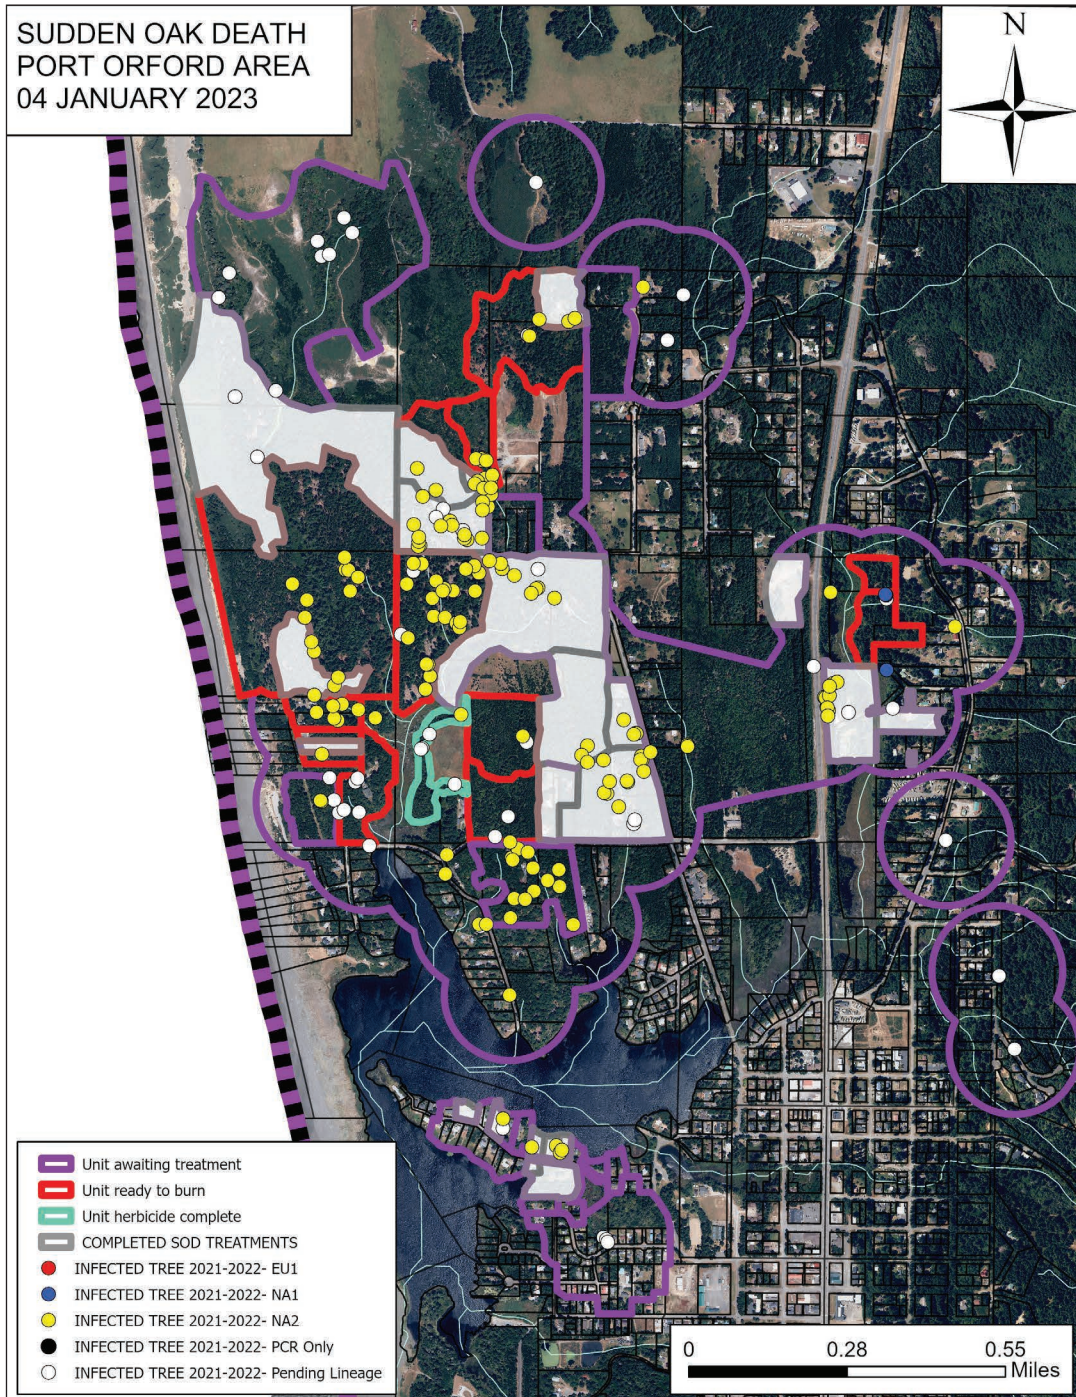 SUDDEN OAK DEATH
PORT ORFORD AREA
04 JANUARY 2023
N
Unit awaiting treatment
Unit ready to burn
Unit herbicide complete
COMPLETED SOD TREATMENTS
INFECTED TREE 2021-2022- EU1
INFECTED TREE 2021-2022- NA1
INFECTED TREE 2021-2022- NA2
INFECTED TREE 2021-2022- PCR Only
INFECTED TREE 2021-2022- Pending Lineage
0 0.28 0.55
Miles